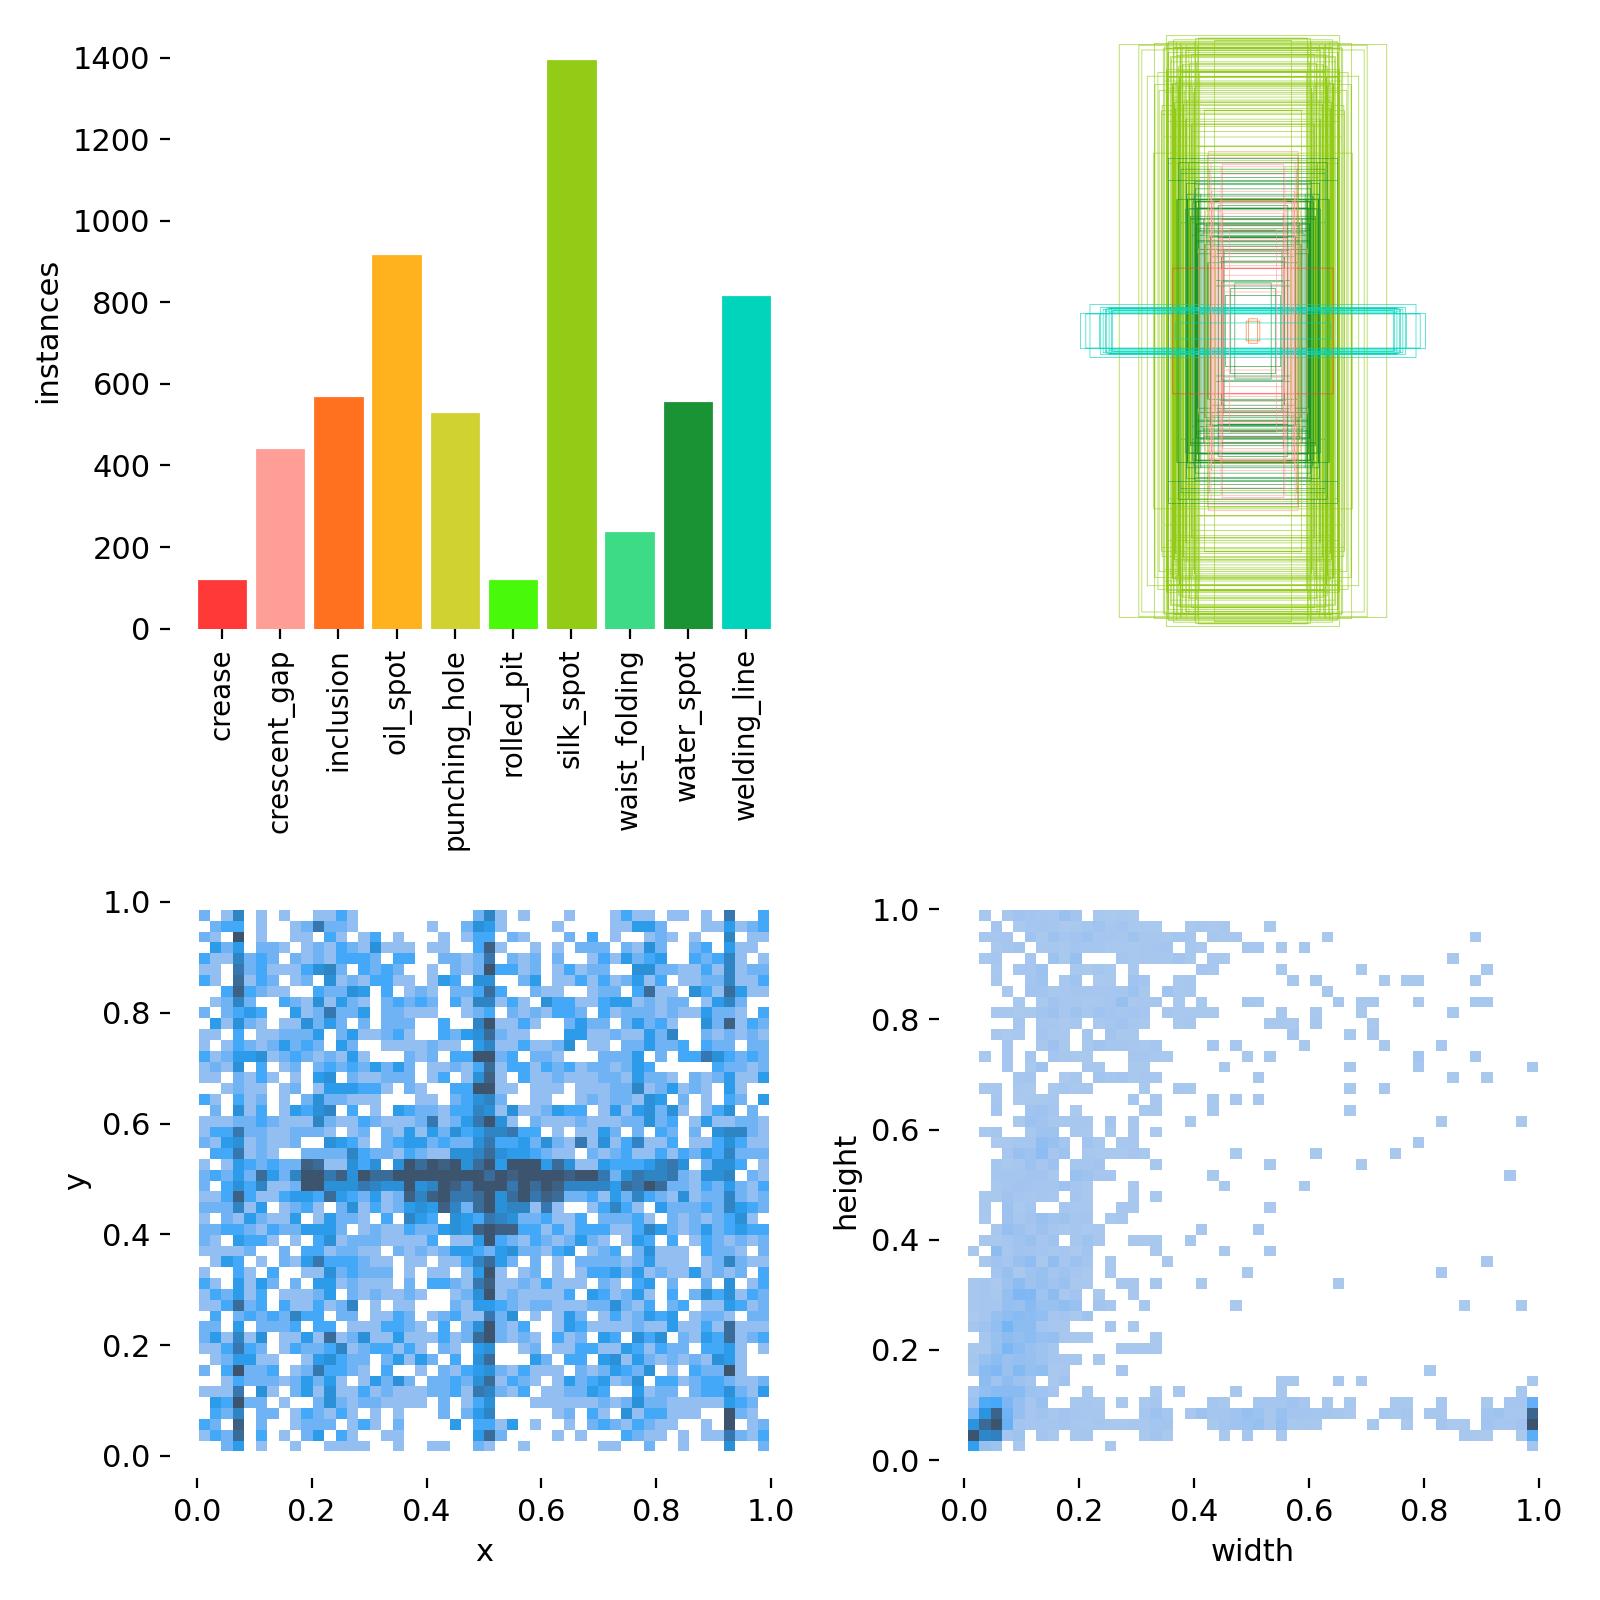 1400
1200
1000
800
600
400
200
0
instances
crease
crescent_gap
inclusion
oil_spot
punching_hole
rolled_pit
silk_spot
waist_folding
water_spot
welding_line
1.0
0.8
0.6
0.4
0.2
0.0
y
0.0 0.2 0.4 0.6 0.8 1.0
x
1.0
0.8
0.6
0.4
0.2
0.0
height
0.0 0.2 0.4 0.6 0.8 1.0
width